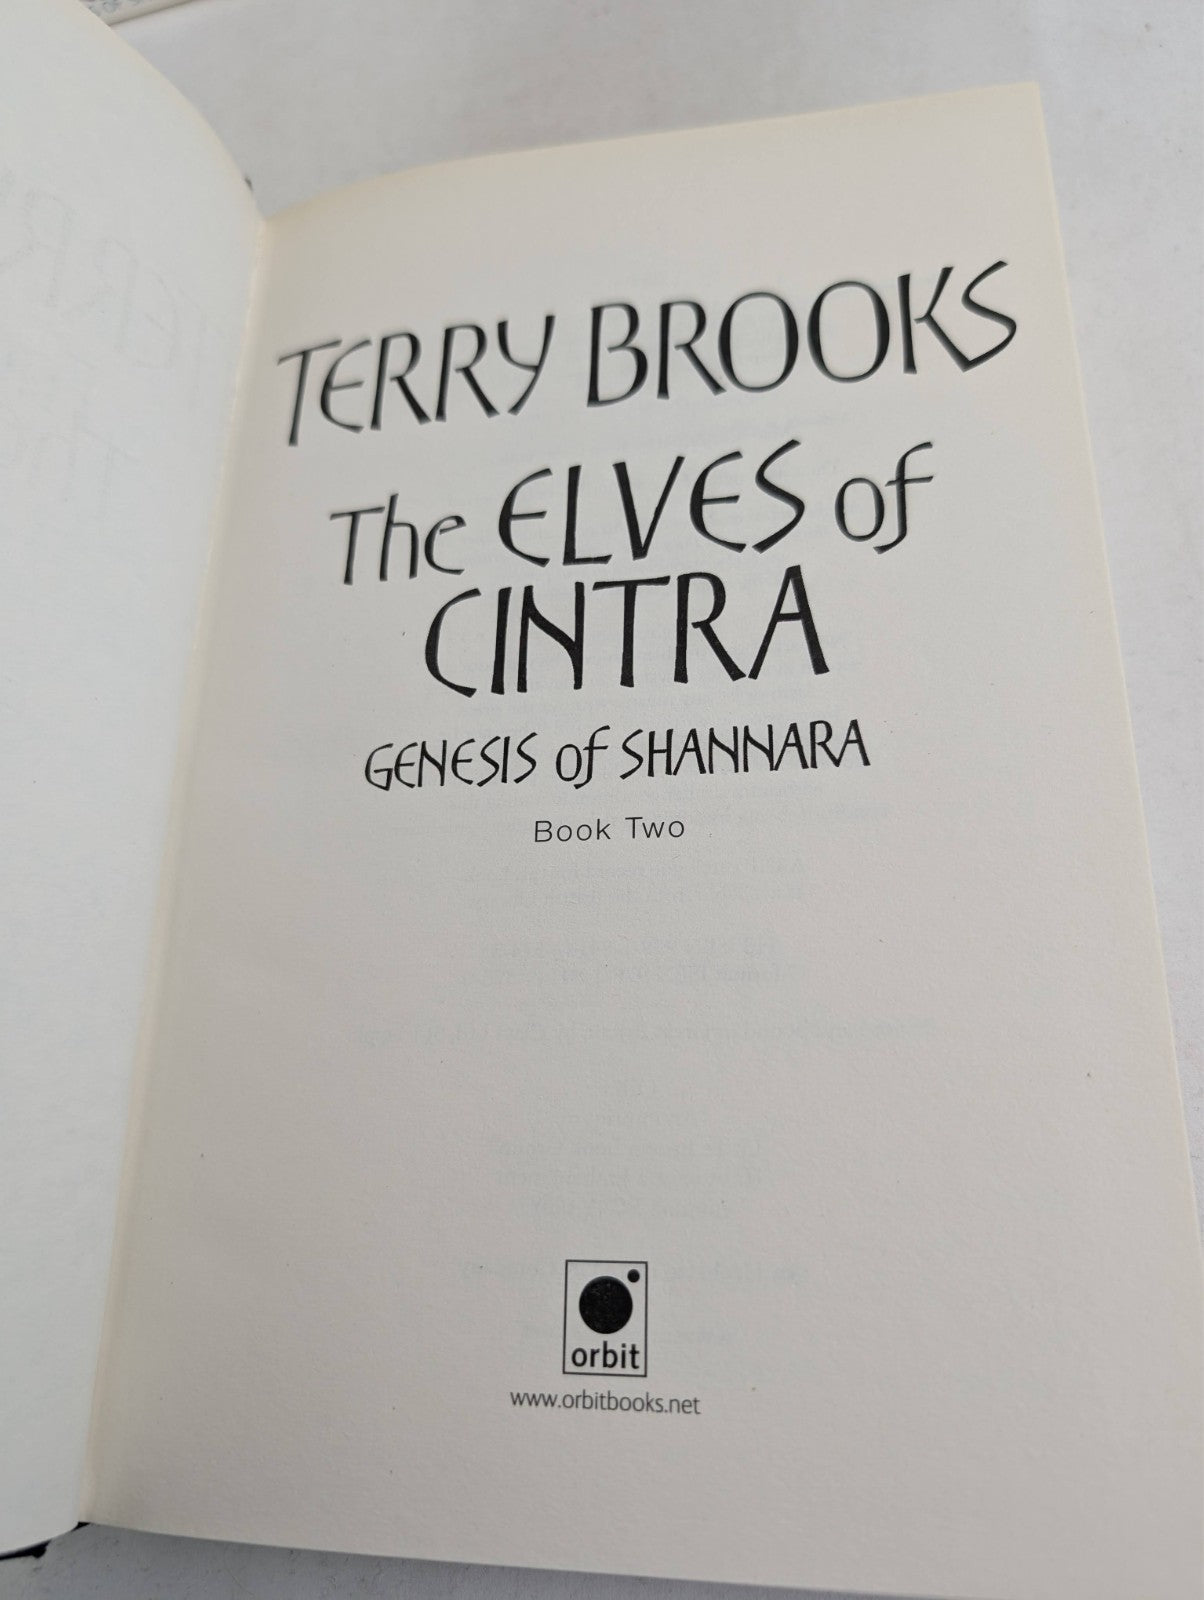 TERRY BROOKS
The ELVES of
CINTRA
GENESIS of SHANNARA
Book Two
orbit
www.orbitbooks.net